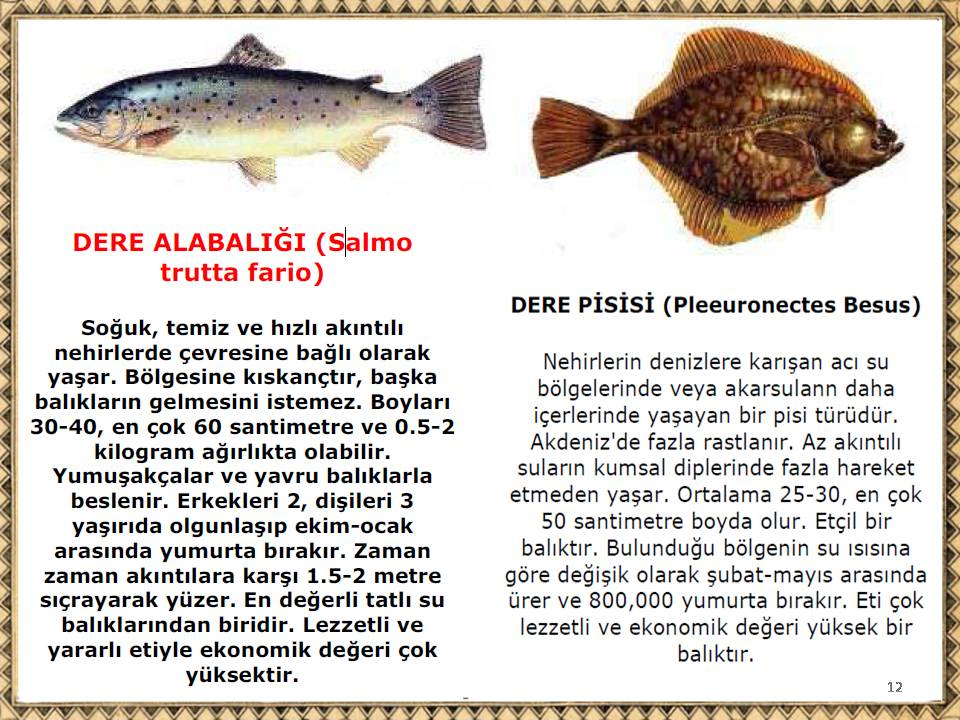 DERE ALABALIĞI (Salmo
trutta fario)
Soğuk, temiz ve hızlı akıntılı
nehirlerde çevresine bağlı olarak
yaşar. Bölgesine kıskançtır, başka
balıkların gelmesini istemez. Boyları
30-40, en çok 60 santimetre ve 0.5-2
kilogram ağırlıkta olabilir.
Yumuşakçalar ve yavru balıklarla
beslenir. Erkekleri 2, dişileri 3
yaşırıda olgunlaşıp ekim-ocak
arasında yumurta bırakır. Zaman
zaman akıntılara karşı 1.5-2 metre
sıçrayarak yüzer. En değerli tatlı su
balıklarından biridir. Lezzetli ve
yararlı etiyle ekonomik değeri çok
yüksektir.
DERE PİSİSİ (Pleeuronectes Besus)
Nehirlerin denizlere karışan acı su
bölgelerinde veya akarsulann daha
içerlerinde yaşayan bir pisi türüdür.
Akdeniz'de fazla rastlanır. Az akıntılı
suların kumsal diplerinde fazla hareket
etmeden yaşar. Ortalama 25-30, en çok
50 santimetre boyda olur. Etçil bir
balıktır. Bulunduğu bölgenin su ısısına
göre değişik olarak şubat-mayıs arasında
ürer ve 800,000 yumurta bırakır. Eti çok
lezzetli ve ekonomik değeri yüksek bir
balıktır.
12